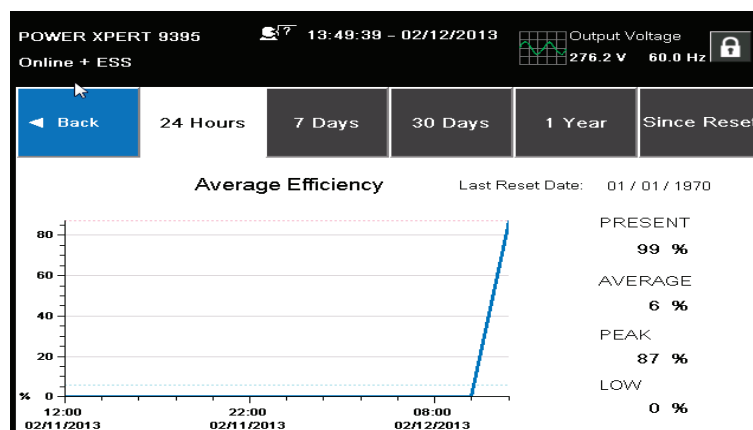 POWER XPERT 9395
Online + ESS
?
13:49:39 - 02/12/2013
Output Voltage
276.2 V 60.0 Hz
Back
24 Hours
7 Days
30 Days
1 Year
Since Reset
Average Efficiency
Last Reset Date: 01 / 01 / 1970
80
60
40
20
% 0
12:00
02/11/2013
22:00
02/11/2013
08:00
02/12/2013
PRESENT
99 %
AVERAGE
6 %
PEAK
87 %
LOW
0 %